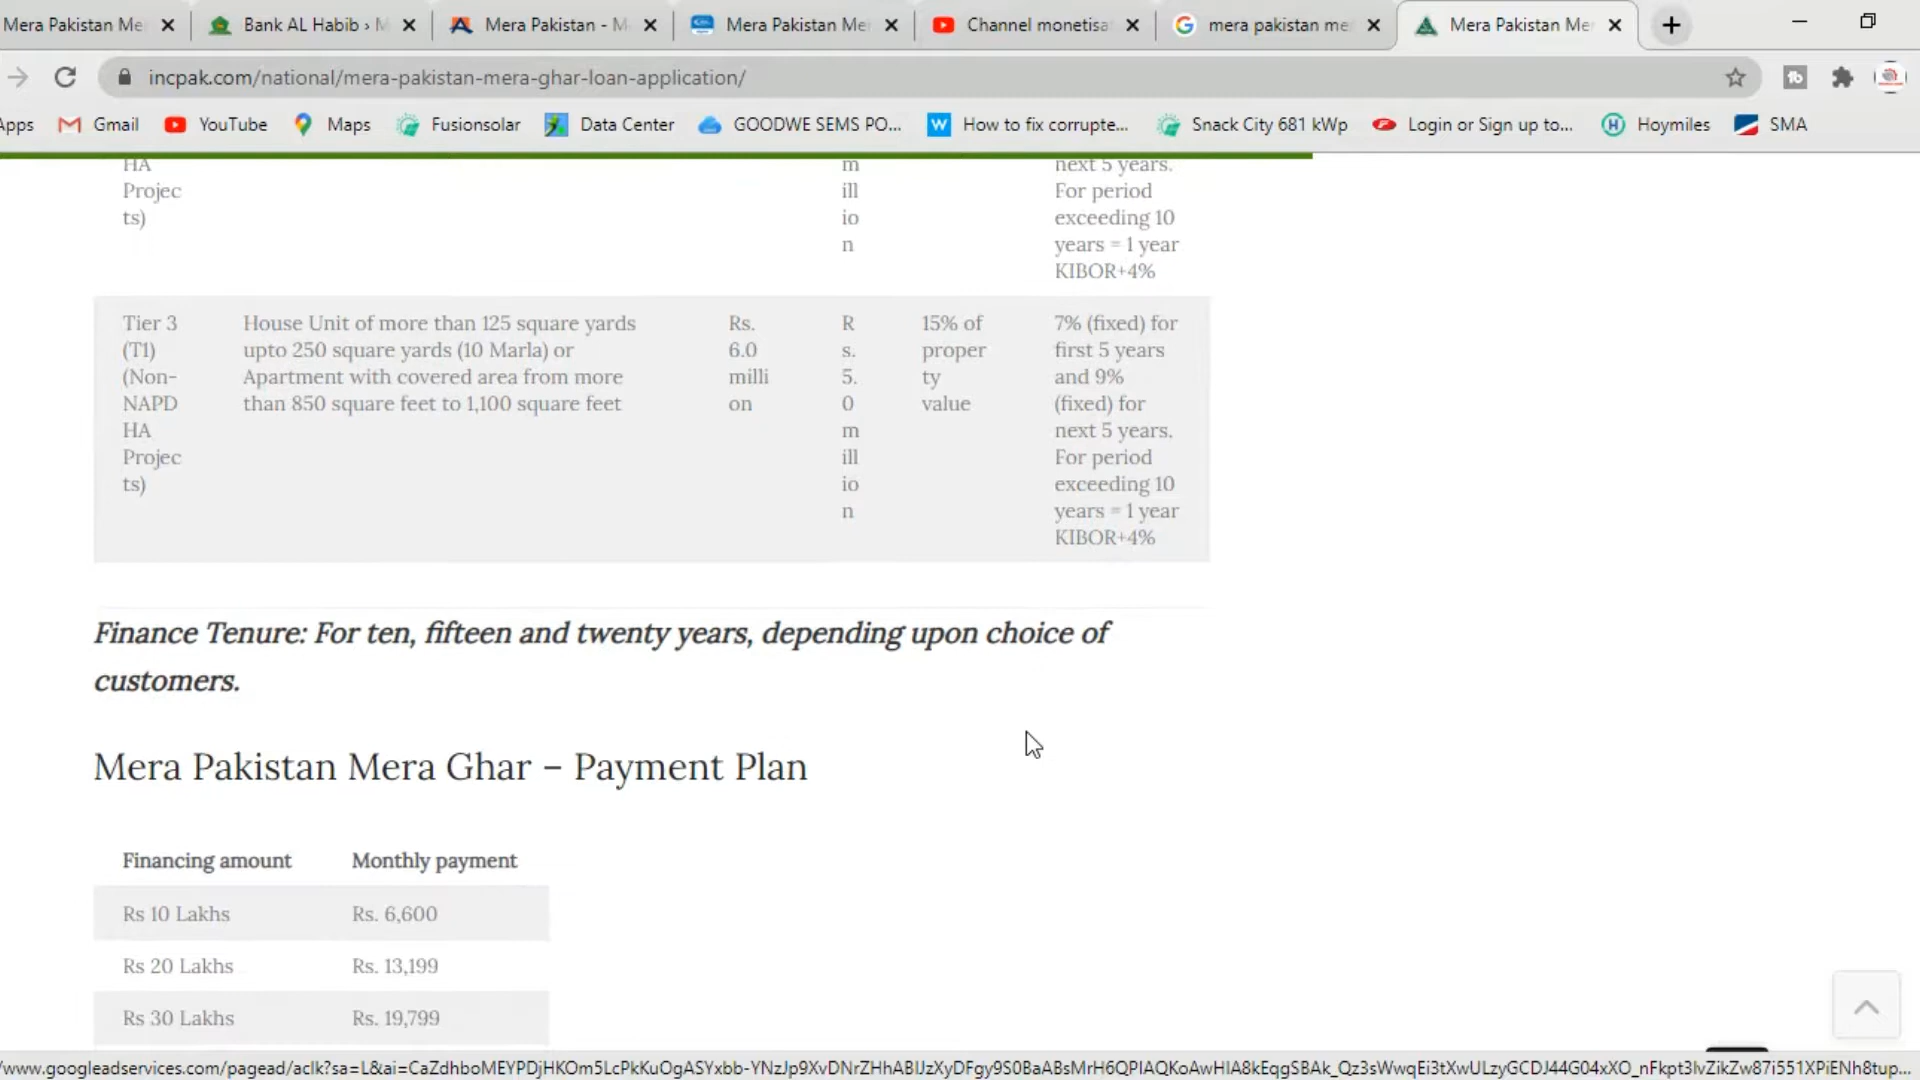 Mera Pakistan Me
Bank AL Habib › M
Mera Pakistan - M
Mera Pakistan Me
Channel monetisa
mera pakistan me
Mera Pakistan Me
incpak.com/national/mera-pakistan-mera-ghar-loan-application/
Apps
Gmail
YouTube
Maps
Fusionsolar
Data Center
GOODWE SEMS PO...
W
How to fix corrupte...
Snack City 681 kWp
Login or Sign up to...
H
Hoymiles
SMA
HA
Projec
ts)
m
ill
io
n
next 5 years.
For period
exceeding 10
years = 1 year
KIBOR+4%
Tier 3
(T1)
(Non-
NAPD
HA
Projec
ts)
House Unit of more than 125 square yards
upto 250 square yards (10 Marla) or
Apartment with covered area from more
than 850 square feet to 1,100 square feet
Rs.
6.0
milli
on
R
s.
5.
0
m
ill
io
n
15% of
proper
ty
value
7% (fixed) for
first 5 years
and 9%
(fixed) for
next 5 years.
For period
exceeding 10
years = 1 year
KIBOR+4%
Finance Tenure: For ten, fifteen and twenty years, depending upon choice of
customers.
Mera Pakistan Mera Ghar – Payment Plan
Financing amount Monthly payment
Rs 10 Lakhs Rs. 6,600
Rs 20 Lakhs Rs. 13,199
Rs 30 Lakhs Rs. 19,799